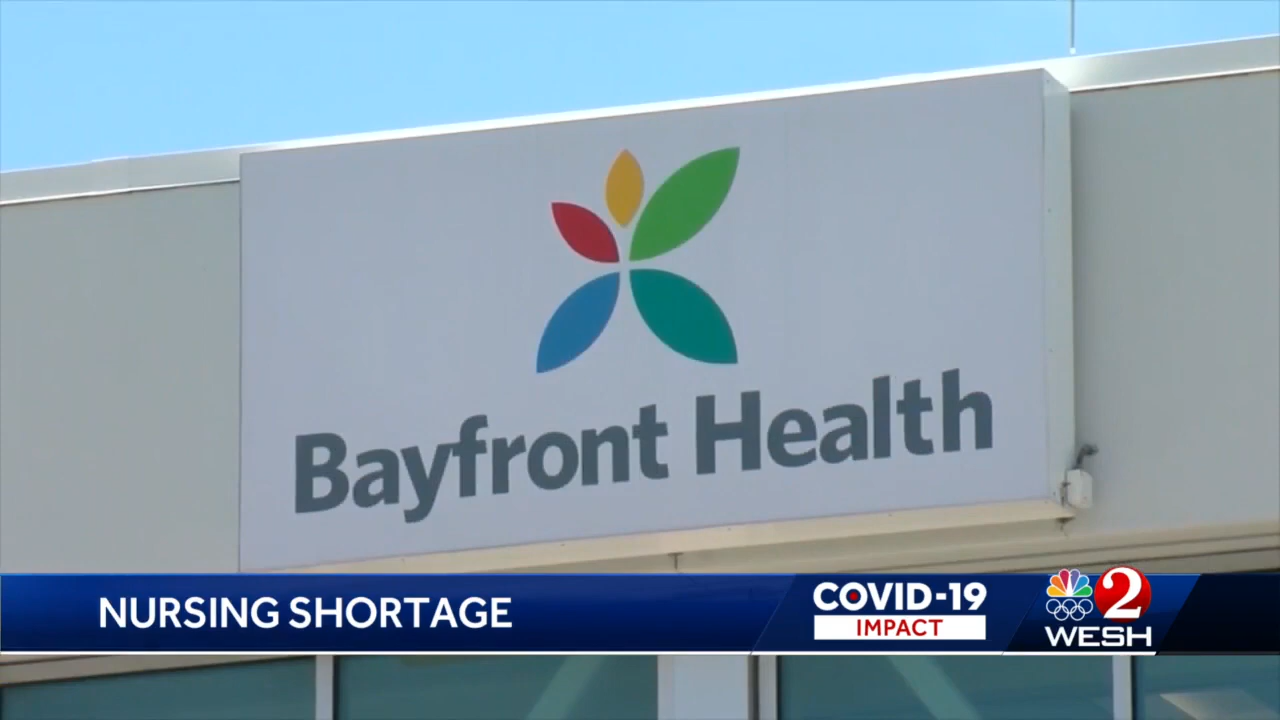 Bayfront Health
NURSING SHORTAGE
COVID-19
IMPACT
2
WESH